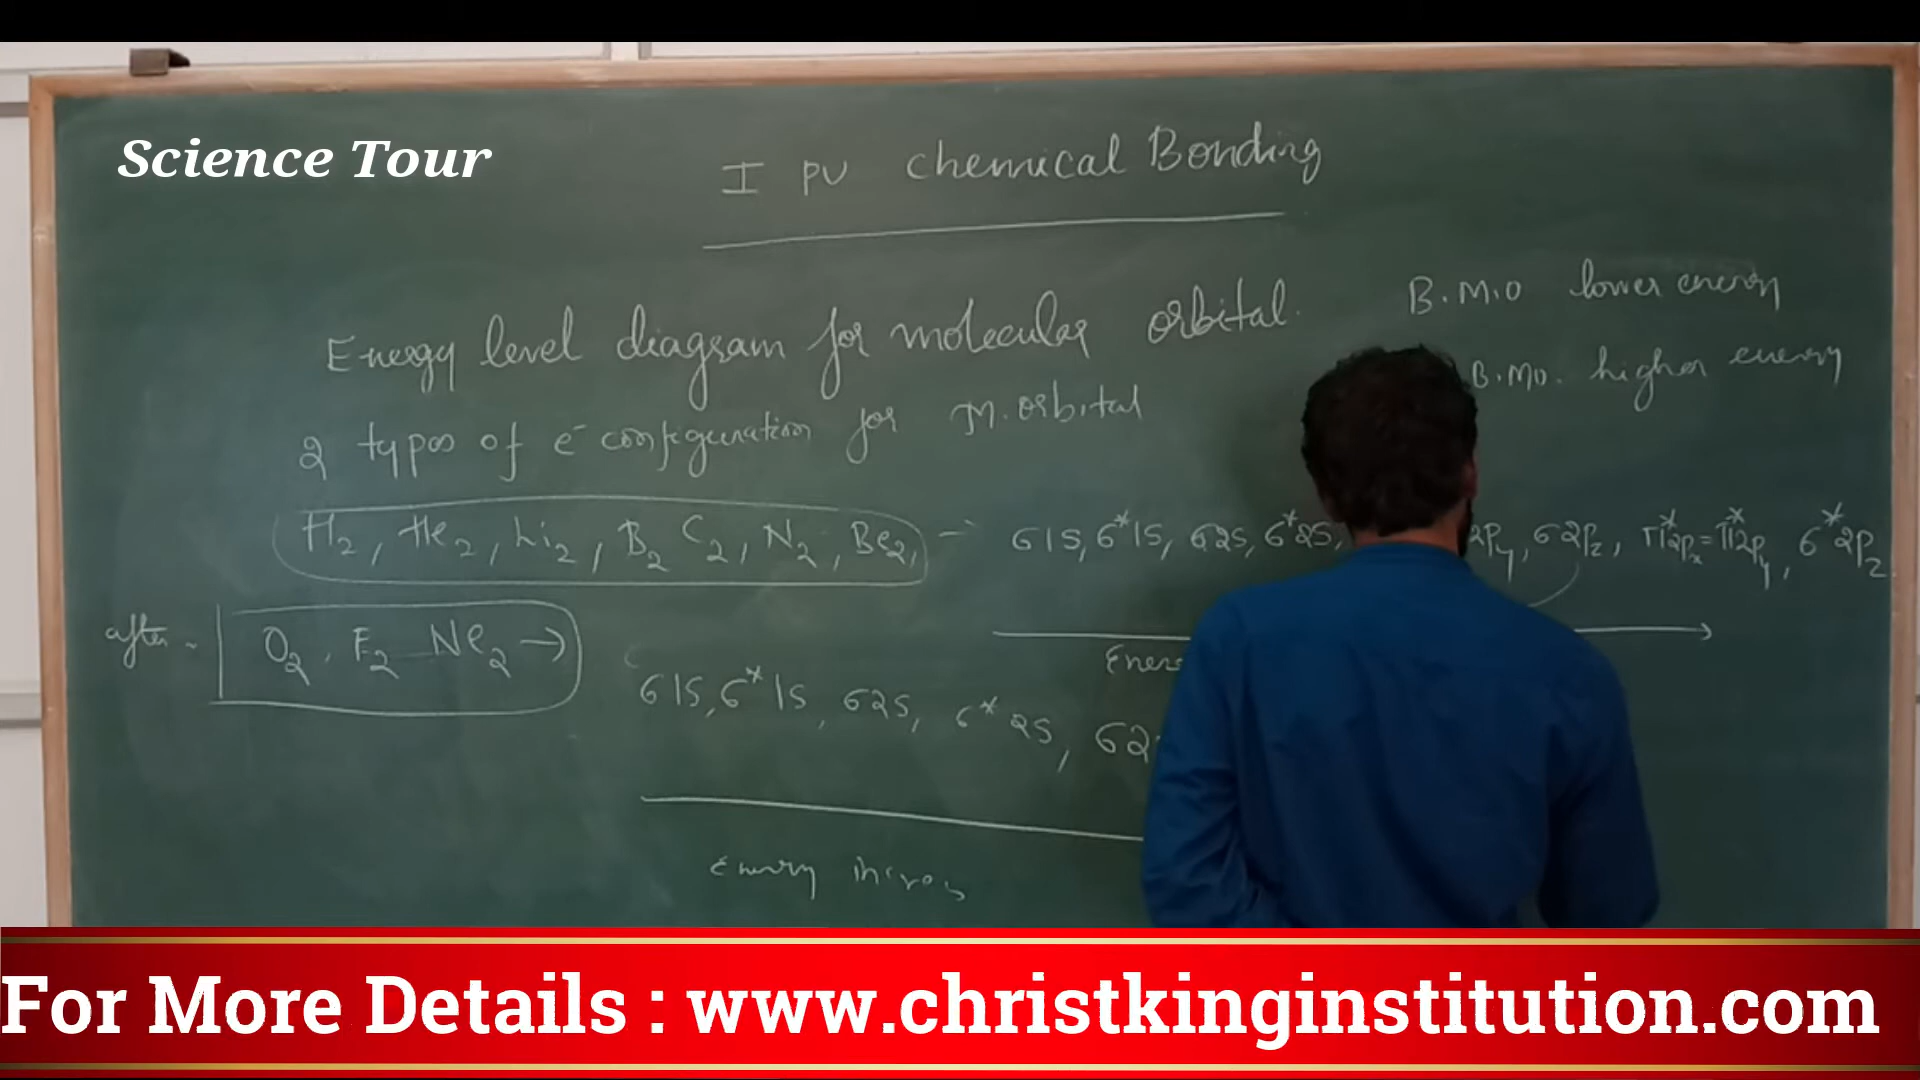 Science Tour
I PU Chemical Bonding
Energy level diagram for molecular orbital.
B.M.O lower energy
B.MO. higher energy
2 types of e⁻ configuration for M.orbital
H₂, He₂, Li₂, B₂ C₂, N₂, Be₂, - σ1S, σ*1S, σ2S, σ*2S, 2Py, σ2Pz, π*2Px = π*2Py, σ*2Pz
after - O₂, F₂ Ne₂ →
Ener
σ1S, σ*1S, σ2S, σ*2S, σ2
Energy
For More Details : www.christkinginstitution.com